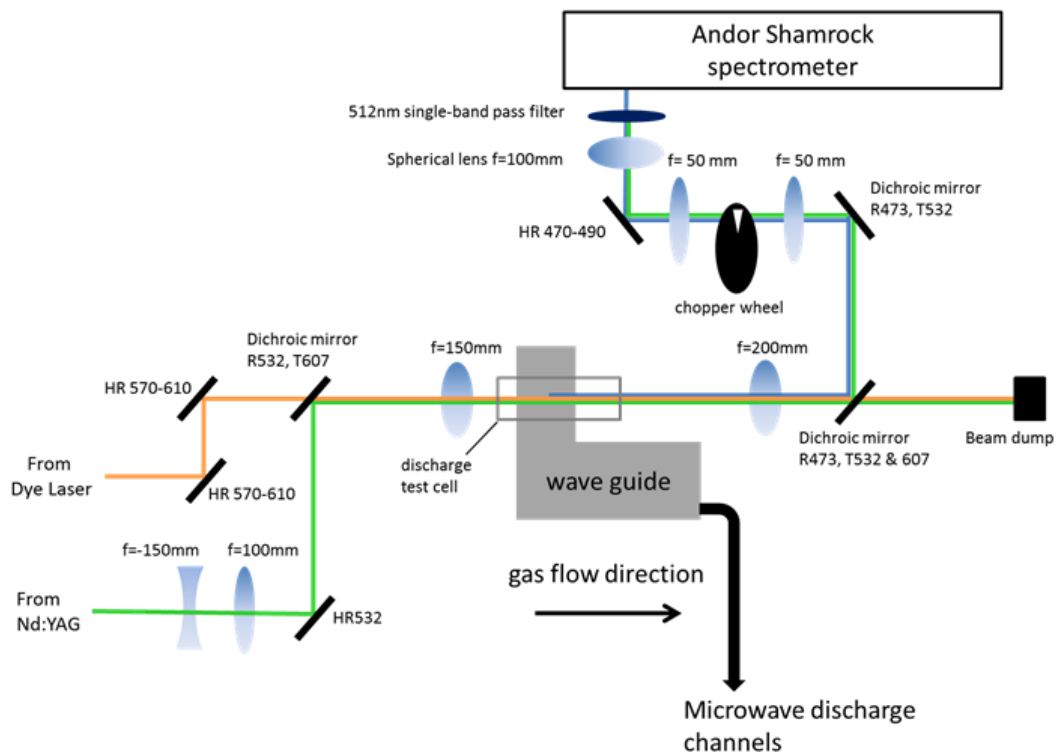 Andor Shamrock
spectrometer
512nm single-band pass filter
Spherical lens f=100mm
f= 50 mm
f= 50 mm
Dichroic mirror
R473, T532
HR 470-490
chopper wheel
Dichroic mirror
R532, T607
f=150mm
f=200mm
HR 570-610
From
Dye Laser
HR 570-610
discharge
test cell
wave guide
Dichroic mirror
R473, T532 & 607
Beam dump
f=-150mm
f=100mm
gas flow direction
From
Nd:YAG
HR532
Microwave discharge
channels